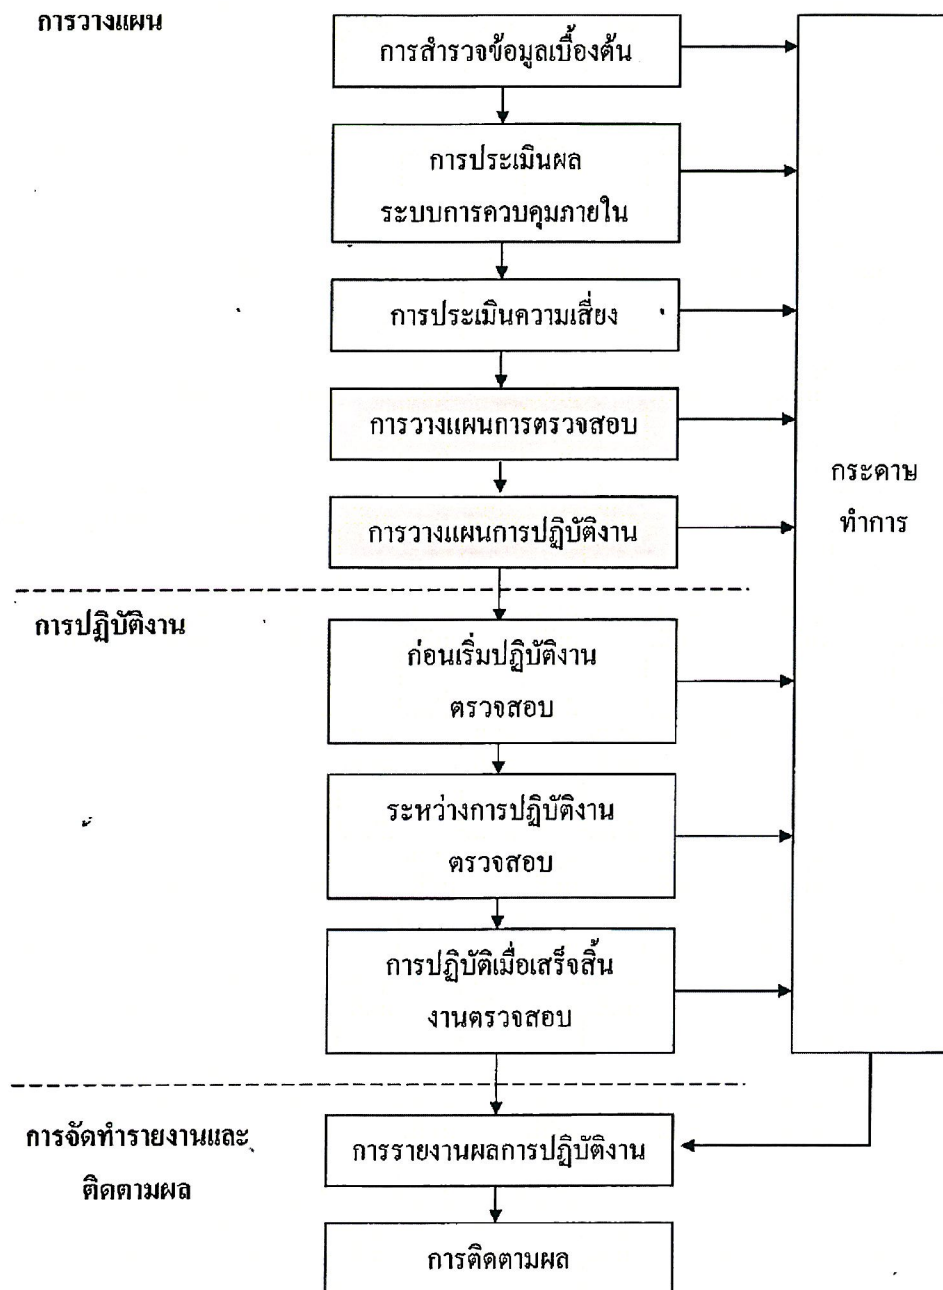 การวางแผน
การสำรวจข้อมูลเบื้องต้น
การประเมินผล
ระบบการควบคุมภายใน
การประเมินความเสี่ยง
การวางแผนการตรวจสอบ
การวางแผนการปฏิบัติงาน
กระดาษ
ทำการ
การปฏิบัติงาน
ก่อนเริ่มปฏิบัติงาน
ตรวจสอบ
ระหว่างการปฏิบัติงาน
ตรวจสอบ
การปฏิบัติเมื่อเสร็จสิ้น
งานตรวจสอบ
การจัดทำรายงานและ
ติดตามผล
การรายงานผลการปฏิบัติงาน
การติดตามผล